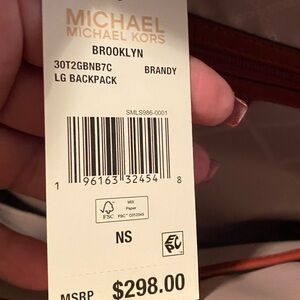 MICHAEL
MICHAEL KORS
BROOKLYN
30T2GBNB7C BRANDY
LG BACKPACK
SMLS986-0001
1 96163 32454 8
MIX
Paper
FSC
NS
MSRP $298.00